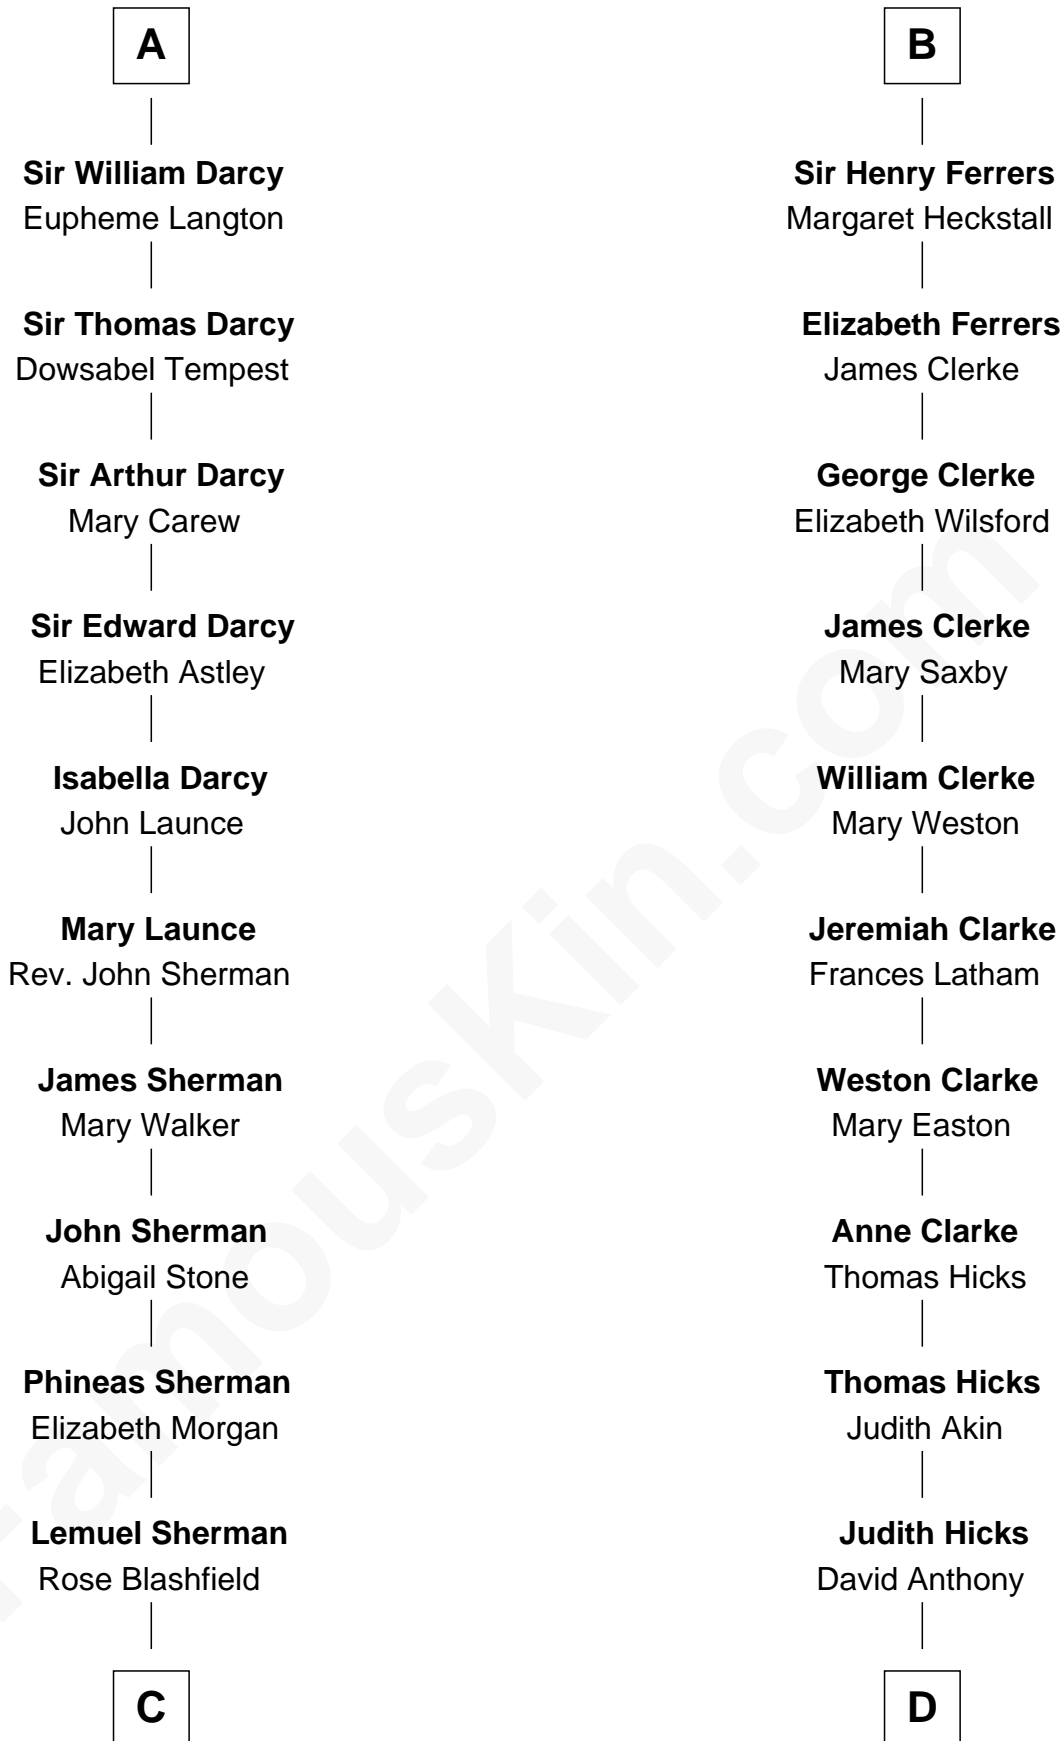 A
Sir William Darcy
Eupheme Langton
Sir Thomas Darcy
Dowsabel Tempest
Sir Arthur Darcy
Mary Carew
Sir Edward Darcy
Elizabeth Astley
Isabella Darcy
John Launce
Mary Launce
Rev. John Sherman
James Sherman
Mary Walker
John Sherman
Abigail Stone
Phineas Sherman
Elizabeth Morgan
Lemuel Sherman
Rose Blashfield
C
B
Sir Henry Ferrers
Margaret Heckstall
Elizabeth Ferrers
James Clerke
George Clerke
Elizabeth Wilsford
James Clerke
Mary Saxby
William Clerke
Mary Weston
Jeremiah Clarke
Frances Latham
Weston Clarke
Mary Easton
Anne Clarke
Thomas Hicks
Thomas Hicks
Judith Akin
Judith Hicks
David Anthony
D
FamousKin.com